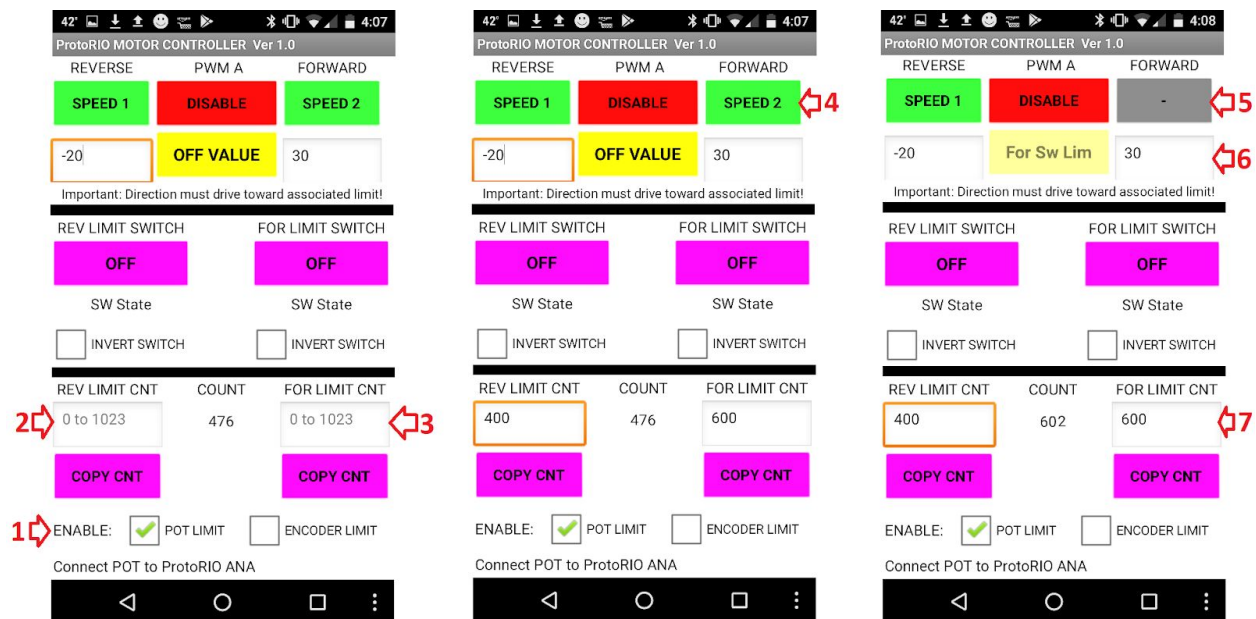 42° 4:07
ProtoRIO MOTOR CONTROLLER Ver 1.0
REVERSE PWM A FORWARD
SPEED 1 DISABLE SPEED 2
-20 OFF VALUE 30
Important: Direction must drive toward associated limit!
REV LIMIT SWITCH FOR LIMIT SWITCH
OFF OFF
SW State SW State
INVERT SWITCH INVERT SWITCH
REV LIMIT CNT COUNT FOR LIMIT CNT
2 0 to 1023 476 0 to 1023 3
COPY CNT COPY CNT
1 ENABLE: POT LIMIT ENCODER LIMIT
Connect POT to ProtoRIO ANA
42° 4:07
ProtoRIO MOTOR CONTROLLER Ver 1.0
REVERSE PWM A FORWARD
SPEED 1 DISABLE SPEED 2 4
-20 OFF VALUE 30
Important: Direction must drive toward associated limit!
REV LIMIT SWITCH FOR LIMIT SWITCH
OFF OFF
SW State SW State
INVERT SWITCH INVERT SWITCH
REV LIMIT CNT COUNT FOR LIMIT CNT
400 476 600
COPY CNT COPY CNT
ENABLE: POT LIMIT ENCODER LIMIT
Connect POT to ProtoRIO ANA
42° 4:08
ProtoRIO MOTOR CONTROLLER Ver 1.0
REVERSE PWM A FORWARD
SPEED 1 DISABLE - 5
-20 For Sw Lim 30 6
Important: Direction must drive toward associated limit!
REV LIMIT SWITCH FOR LIMIT SWITCH
OFF OFF
SW State SW State
INVERT SWITCH INVERT SWITCH
REV LIMIT CNT COUNT FOR LIMIT CNT
400 602 600 7
COPY CNT COPY CNT
ENABLE: POT LIMIT ENCODER LIMIT
Connect POT to ProtoRIO ANA